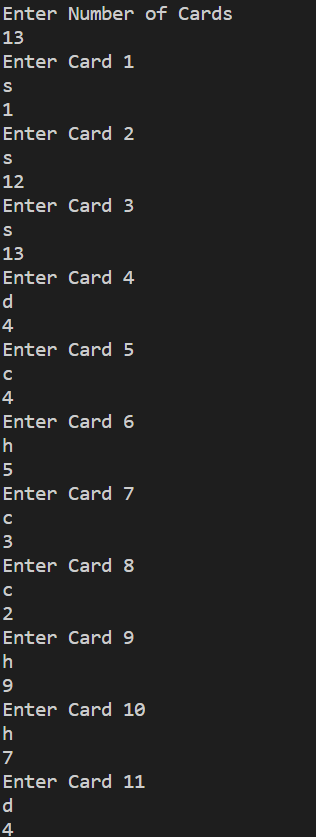 Enter Number of Cards
13
Enter Card 1
s
1
Enter Card 2
s
12
Enter Card 3
s
13
Enter Card 4
d
4
Enter Card 5
c
4
Enter Card 6
h
5
Enter Card 7
c
3
Enter Card 8
c
2
Enter Card 9
h
9
Enter Card 10
h
7
Enter Card 11
d
4